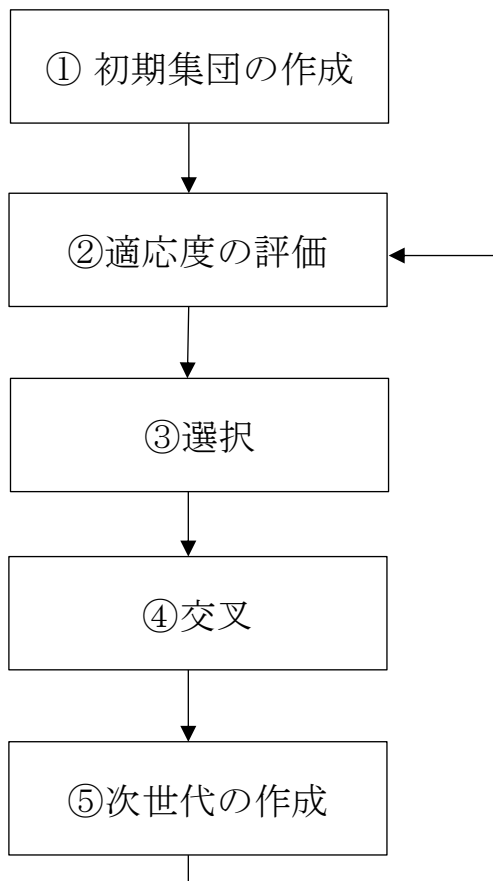 ① 初期集団の作成
②適応度の評価
③選択
④交叉
⑤次世代の作成